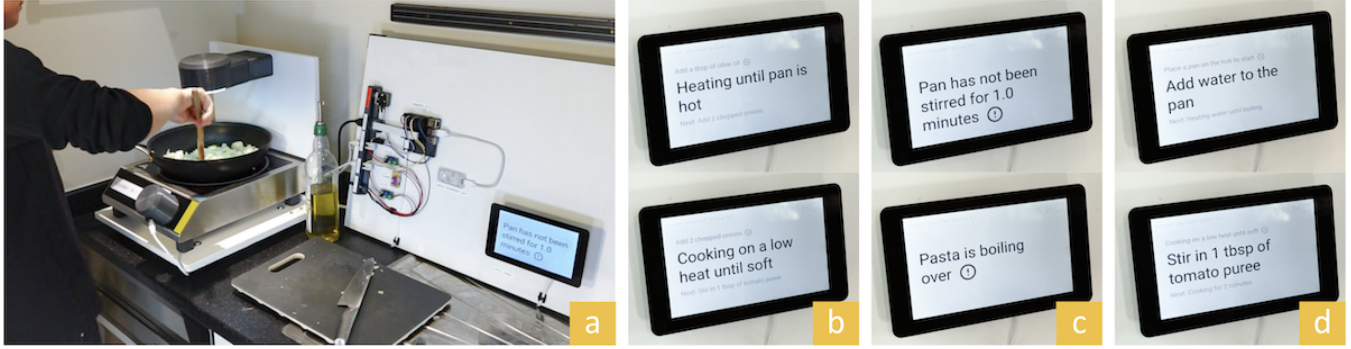 Pan has not been
stirred for 1.0
minutes
a
Add a tbsp of olive oil
Heating until pan is
hot
Next: Add 2 chopped onions
Add 2 chopped onions
Cooking on a low
heat until soft
Next: Stir in 1 tbsp of tomato puree
b
Pan has not been
stirred for 1.0
minutes
Pasta is boiling
over
c
Place a pan on the hob to start
Add water to the
pan
Next: Heating water until boiling
Cooking on a low heat until soft
Stir in 1 tbsp of
tomato puree
Next: Cooking for 2 minutes
d